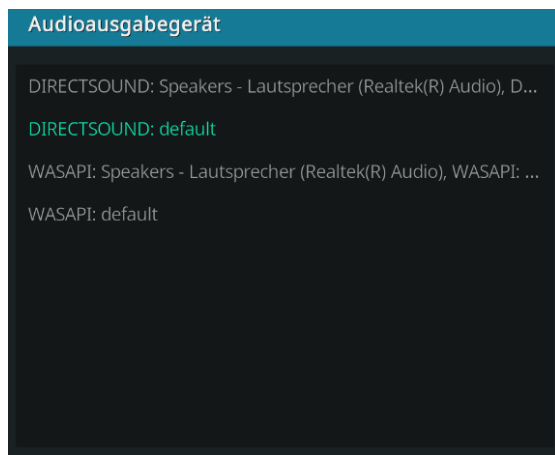 Audioausgabegerät
DIRECTSOUND: Speakers - Lautsprecher (Realtek(R) Audio), D...
DIRECTSOUND: default
WASAPI: Speakers - Lautsprecher (Realtek(R) Audio), WASAPI: ...
WASAPI: default